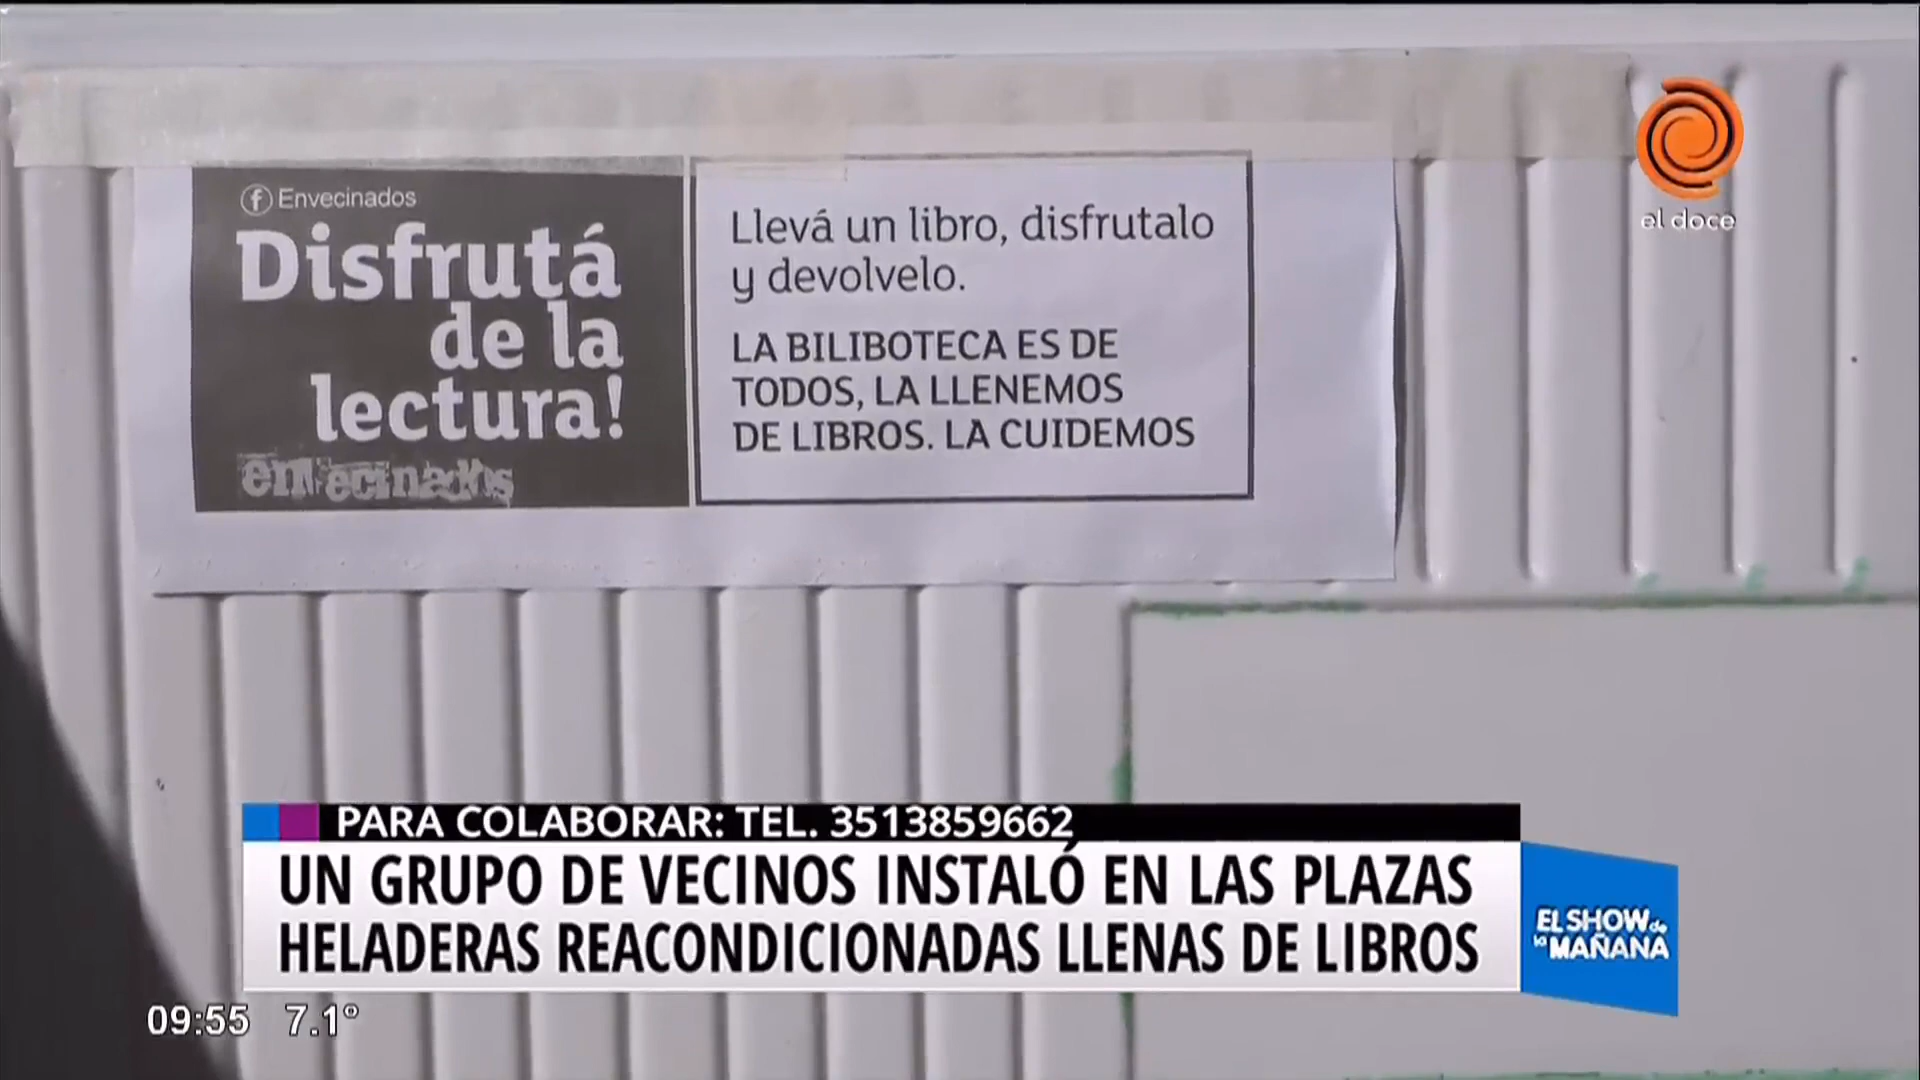 Envecinados
Disfrutá
de la
lectura!
envecinados
Llevá un libro, disfrutalo
y devolvelo.
LA BILIBOTECA ES DE
TODOS, LA LLENEMOS
DE LIBROS. LA CUIDEMOS
el doce
PARA COLABORAR: TEL. 3513859662
UN GRUPO DE VECINOS INSTALÓ EN LAS PLAZAS
HELADERAS REACONDICIONADAS LLENAS DE LIBROS
EL SHOW de
la MAÑANA
09:55 7.1°